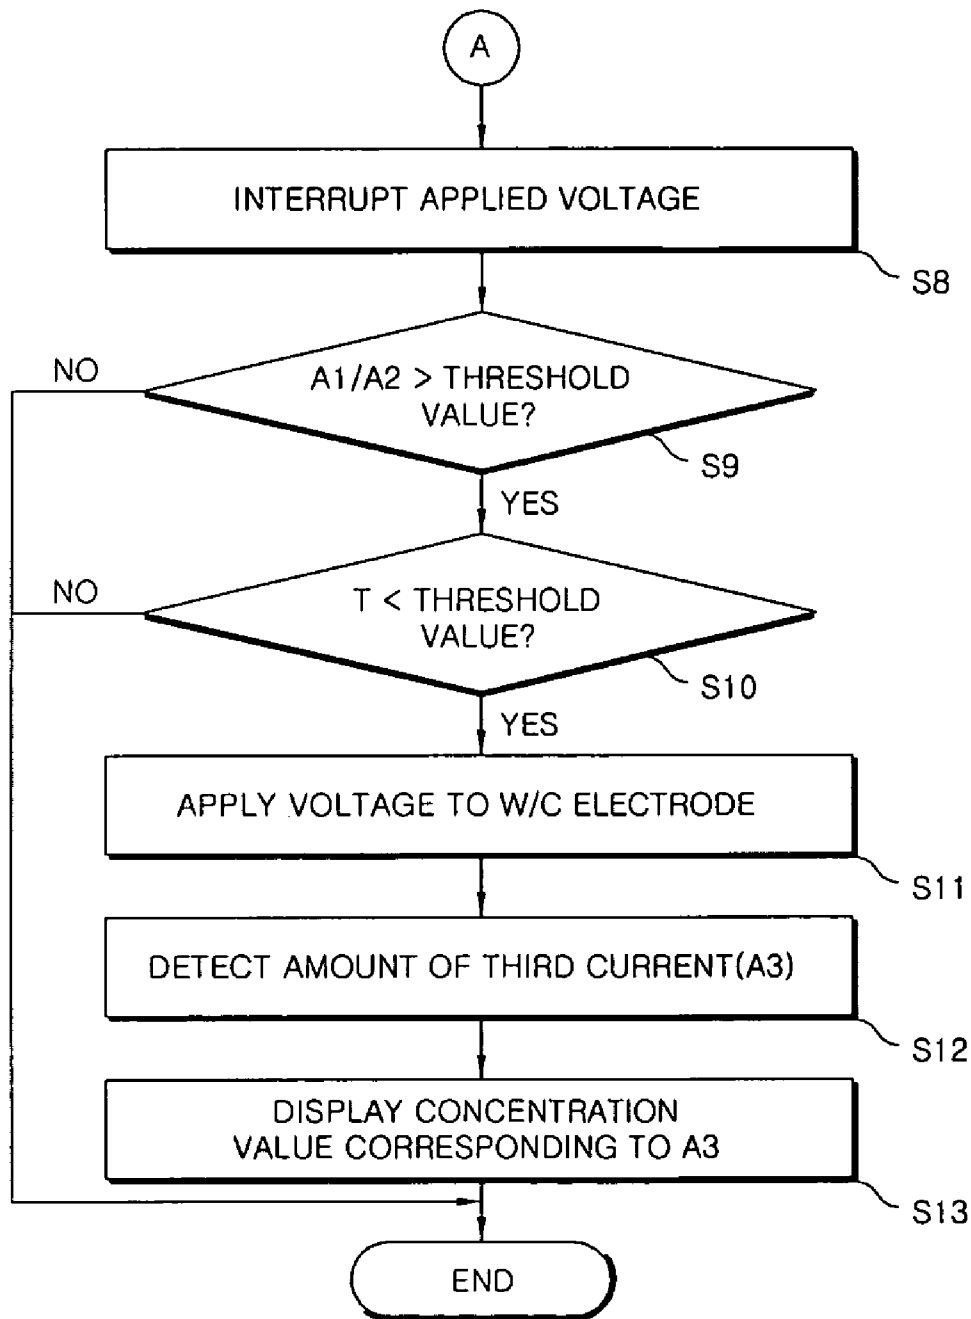 A
INTERRUPT APPLIED VOLTAGE
S8
NO
A1/A2 > THRESHOLD
VALUE?
S9
YES
NO
T < THRESHOLD
VALUE?
S10
YES
APPLY VOLTAGE TO W/C ELECTRODE
S11
DETECT AMOUNT OF THIRD CURRENT(A3)
S12
DISPLAY CONCENTRATION
VALUE CORRESPONDING TO A3
S13
END